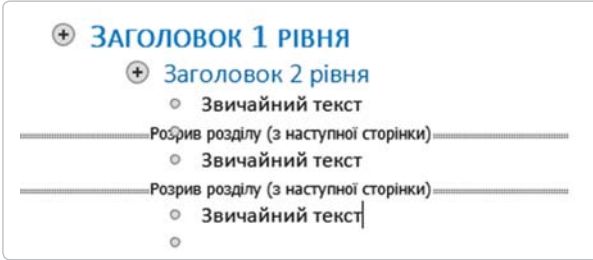 ЗАГОЛОВОК 1 РІВНЯ
Заголовок 2 рівня
Звичайний текст
Розрив розділу (з наступної сторінки)
Звичайний текст
Розрив розділу (з наступної сторінки)
Звичайний текст